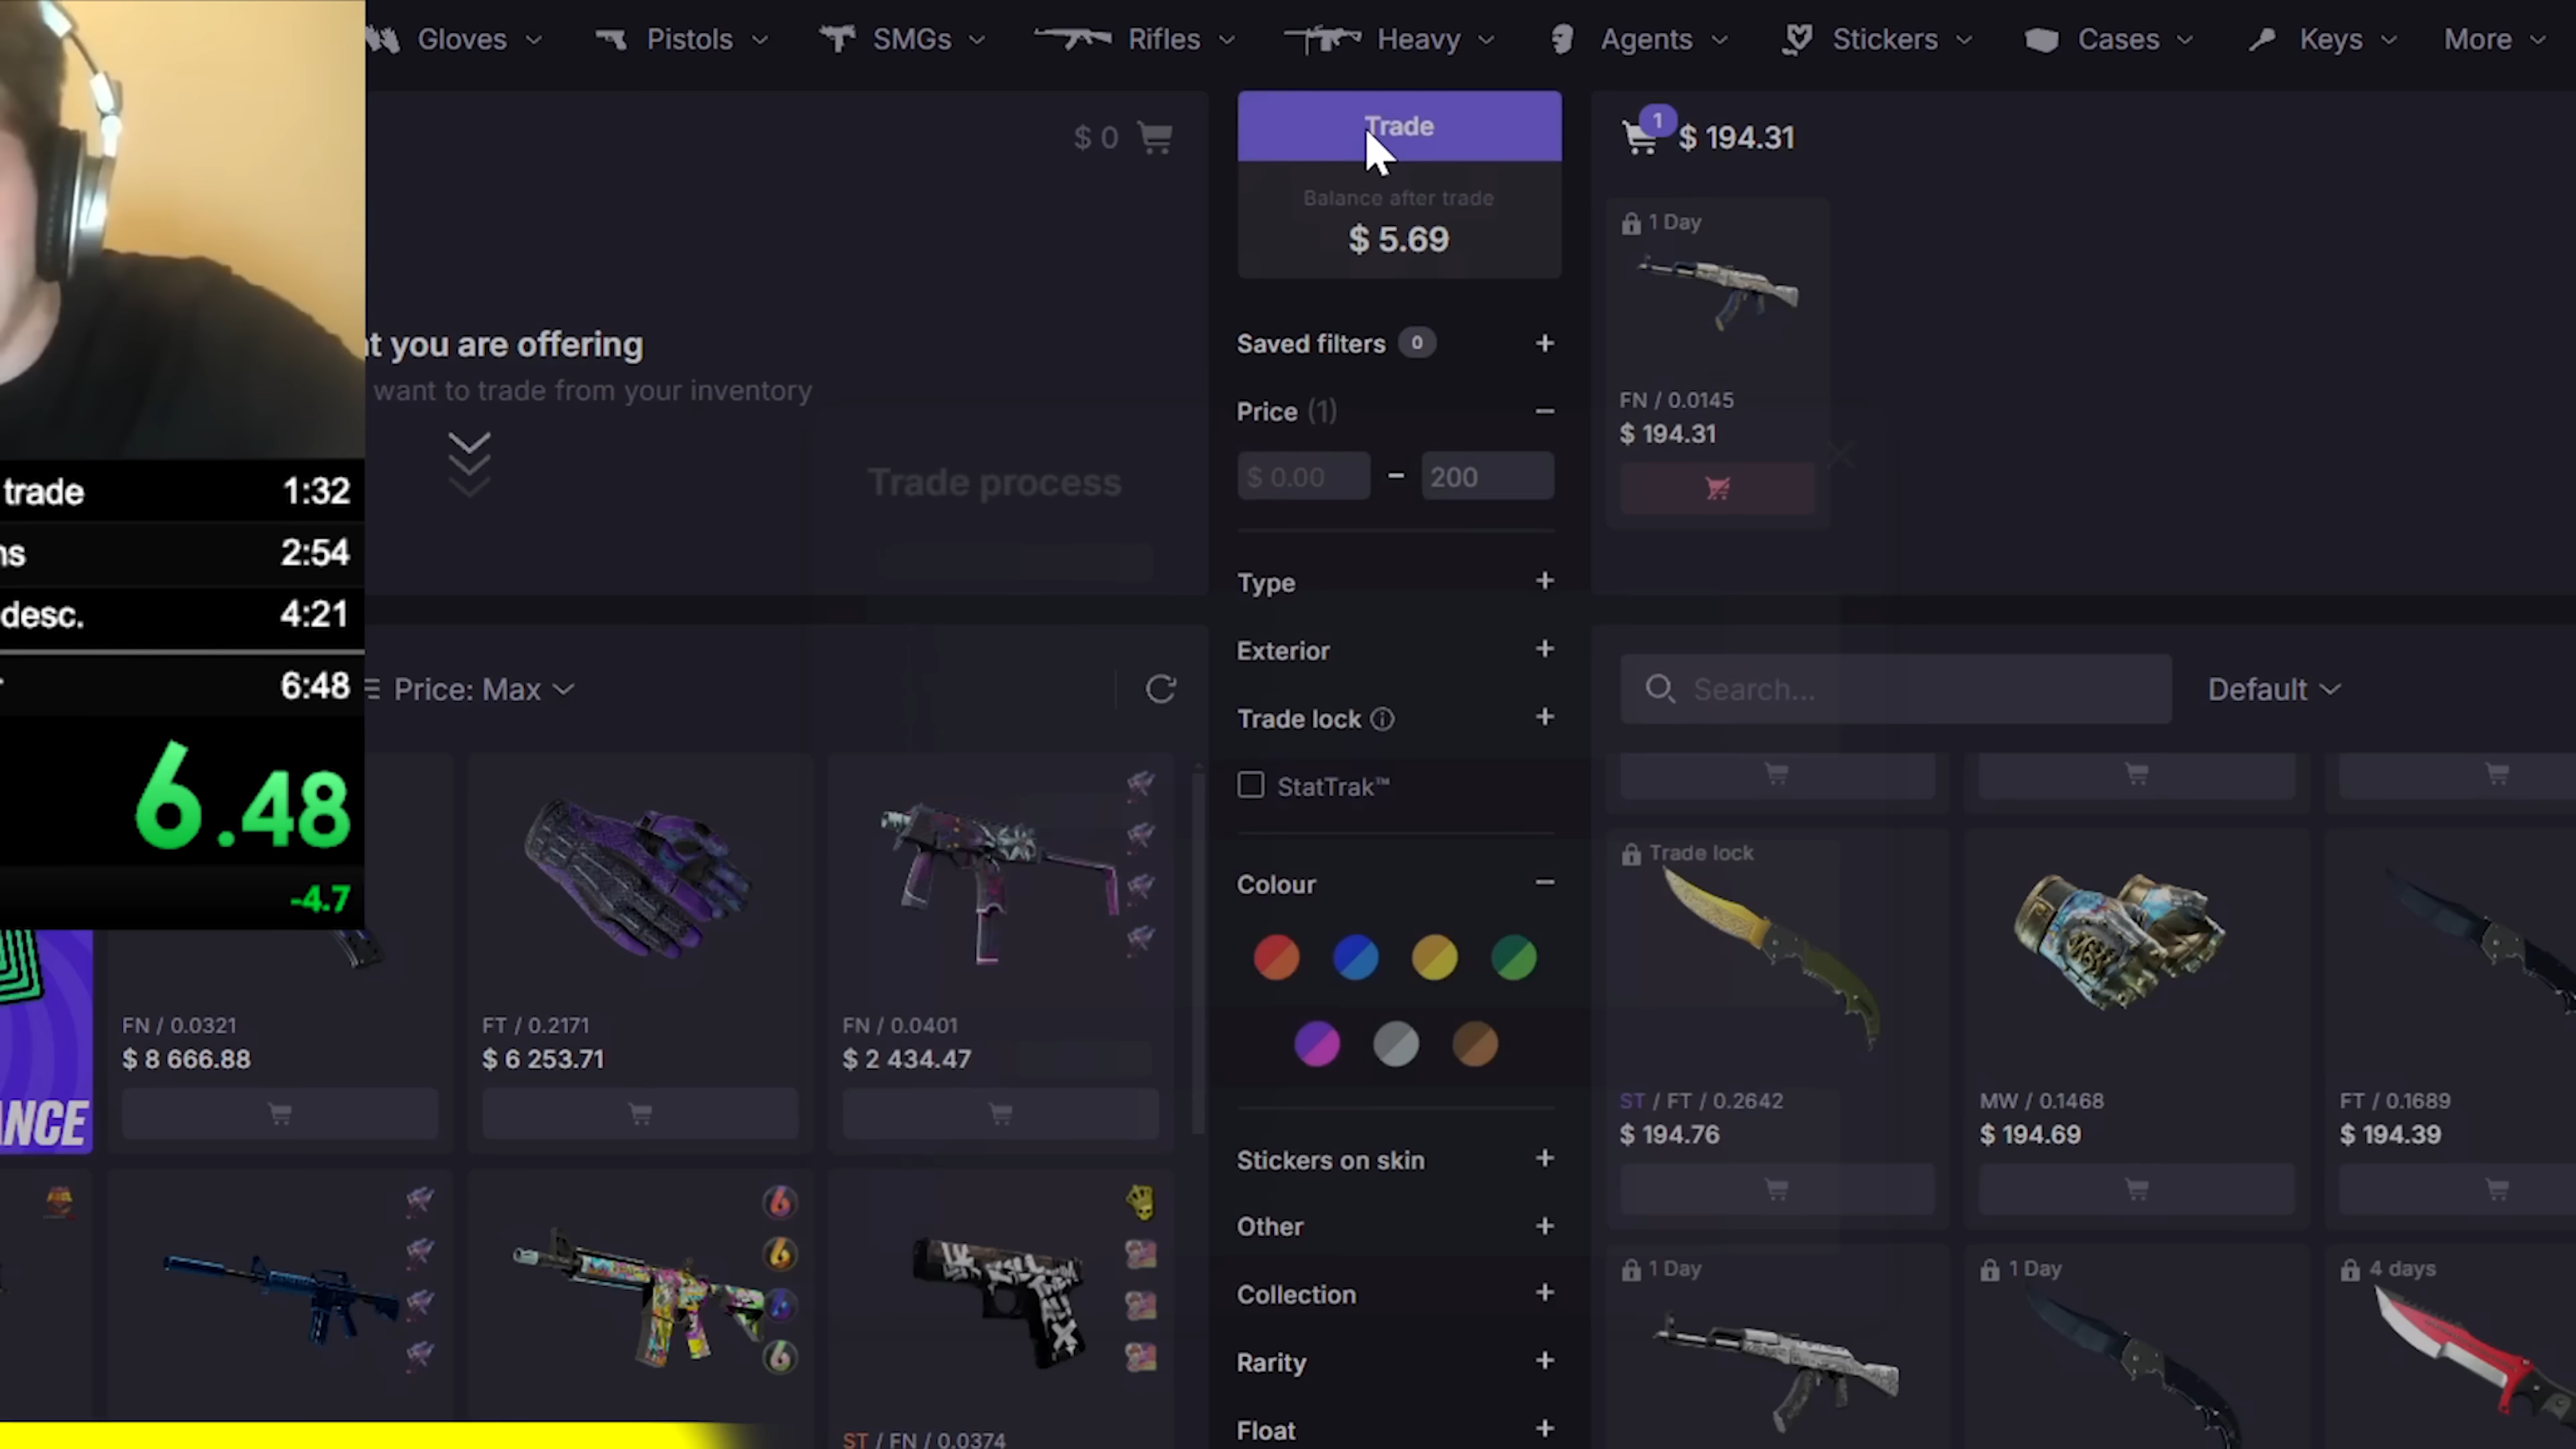 Gloves
Pistols
SMGs
Rifles
Heavy
Agents
Stickers
Cases
Keys
More
$ 0
Trade
Balance after trade
$ 5.69
1
$ 194.31
1 Day
FN / 0.0145
$ 194.31
t you are offering
want to trade from your inventory
Trade process
Saved filters 0
Price (1)
$ 0.00 - 200
Type
Exterior
Trade lock
StatTrak™
Colour
Stickers on skin
Other
Collection
Rarity
Float
trade 1:32
ns 2:54
desc. 4:21
6:48
6.48
-4.7
ANCE
Price: Max
FN / 0.0321
$ 8 666.88
FT / 0.2171
$ 6 253.71
FN / 0.0401
$ 2 434.47
ST / FN / 0.0374
Search...
Default
Trade lock
ST / FT / 0.2642
$ 194.76
MW / 0.1468
$ 194.69
FT / 0.1689
$ 194.39
1 Day
1 Day
4 days